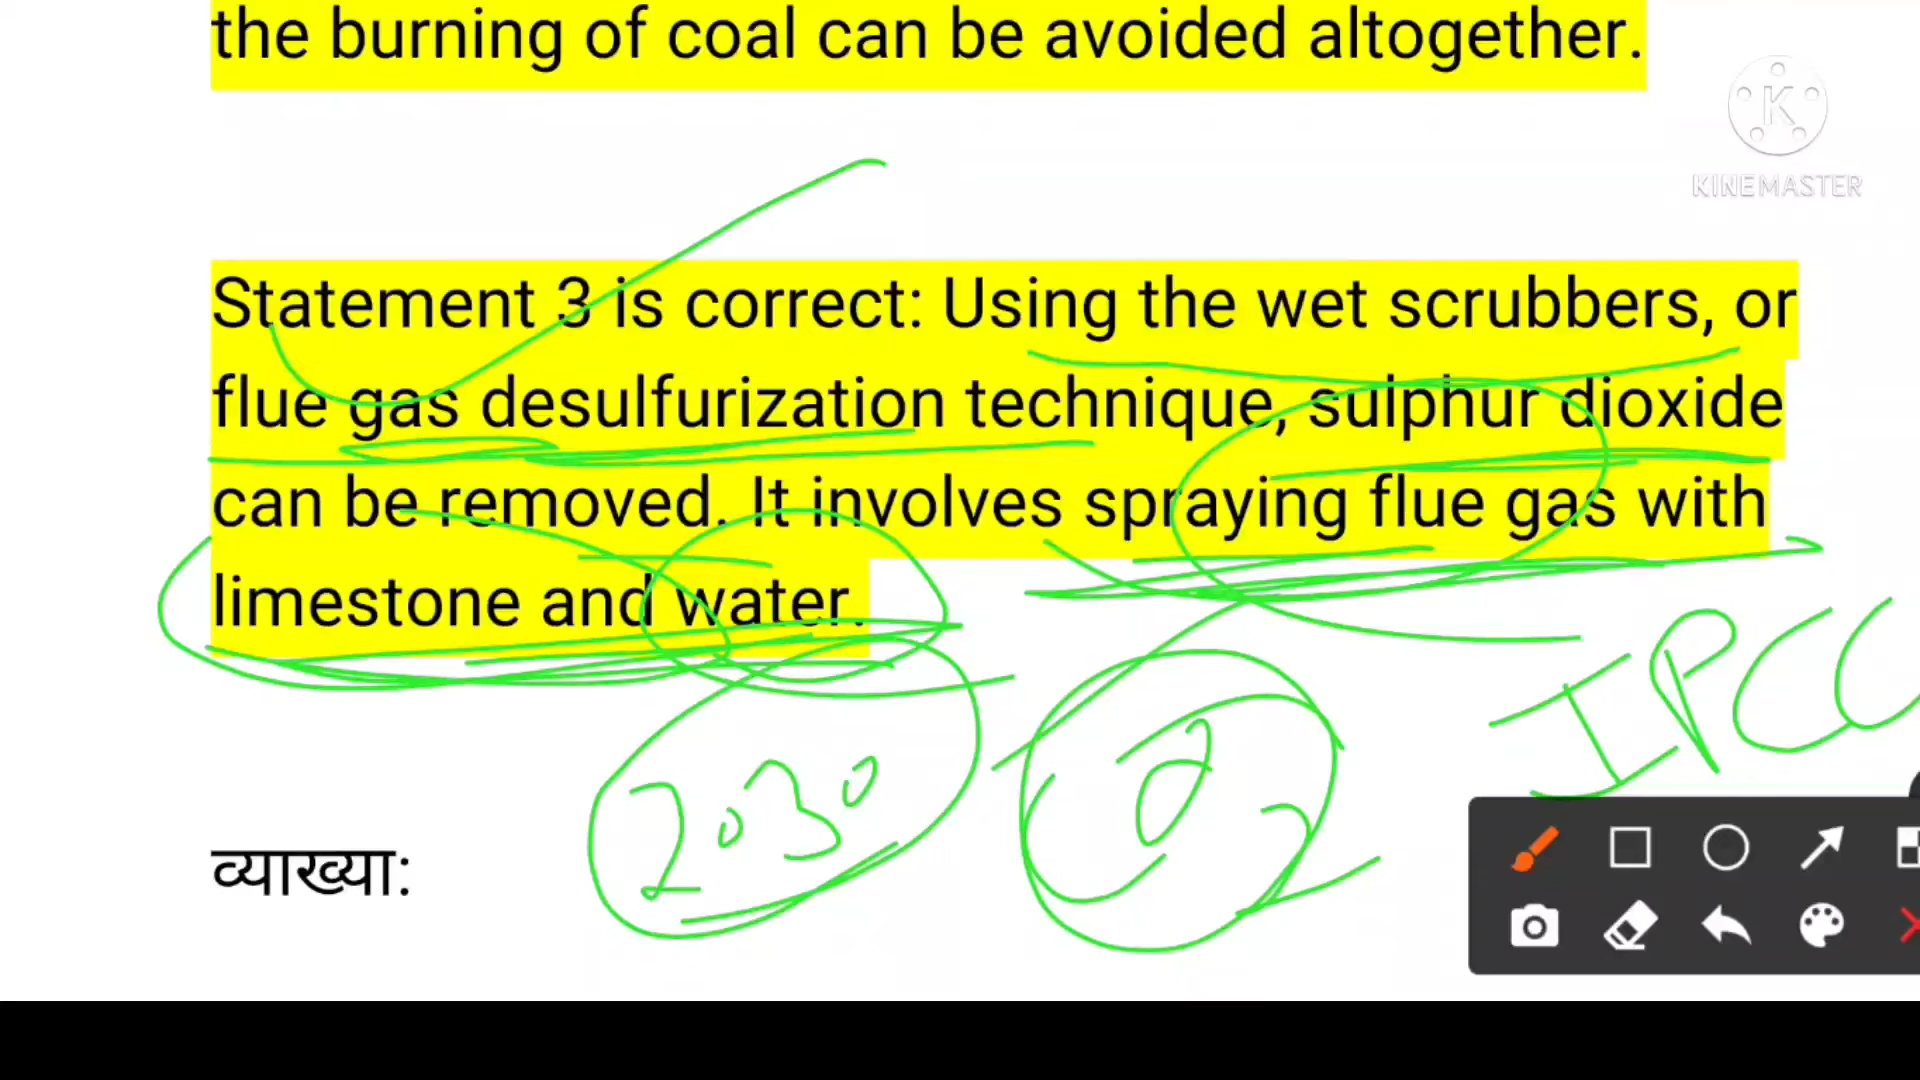 the burning of coal can be avoided altogether.
KINEMASTER
Statement 3 is correct: Using the wet scrubbers, or
flue gas desulfurization technique, sulphur dioxide
can be removed. It involves spraying flue gas with
limestone and water.
IPCC
2030
व्याख्या: